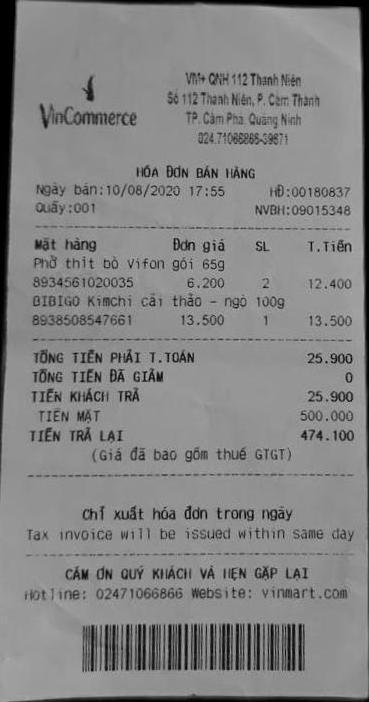 VinCommerce
VM+ QNH 112 Thanh Niên
Số 112 Thanh Niên, P. Cẩm Thành
TP. Cẩm Phả, Quảng Ninh
024.71066866-39671
HÓA ĐƠN BÁN HÀNG
Ngày bán:10/08/2020 17:55 HĐ:00180837
Quầy:001 NVBH:09015348
Mặt hàng Đơn giá SL T.Tiền
Phở thịt bò Vifon gói 65g
8934561020035 6.200 2 12.400
BIBIGO Kimchi cải thảo - ngò 100g
8938508547661 13.500 1 13.500
TỔNG TIỀN PHẢI T.TOÁN 25.900
TỔNG TIỀN ĐÃ GIẢM 0
TIỀN KHÁCH TRẢ 25.900
TIỀN MẶT 500.000
TIỀN TRẢ LẠI 474.100
(Giá đã bao gồm thuế GTGT)
Chỉ xuất hóa đơn trong ngày
Tax invoice will be issued within same day
CẢM ƠN QUÝ KHÁCH VÀ HẸN GẶP LẠI
Hotline: 02471066866 Website: vinmart.com